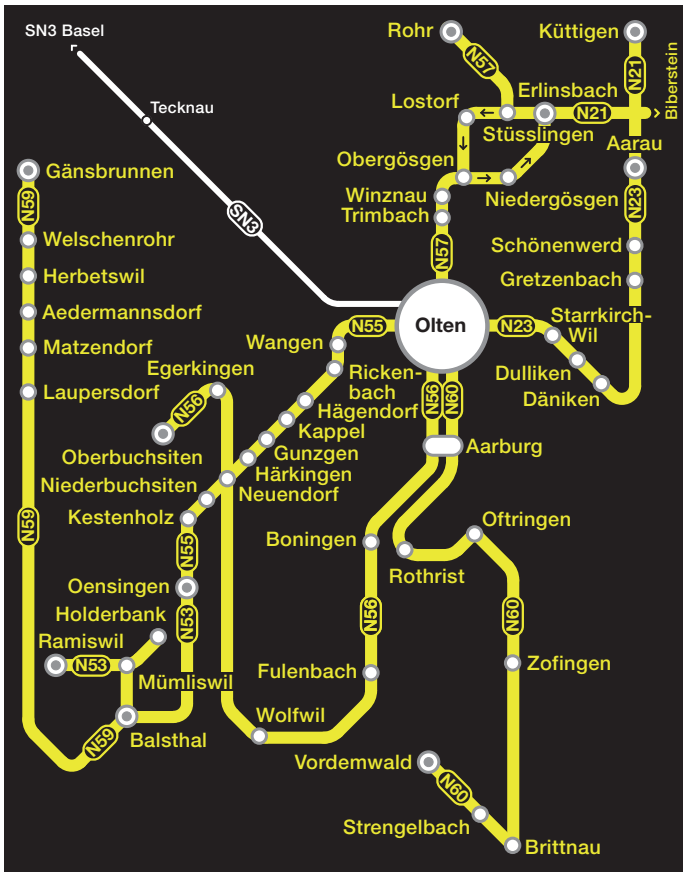 SN3 Basel
Rohr
Küttigen
N57
N21
Biberstein
Tecknau
Lostorf
Erlinsbach
N21
Stüsslingen
Aarau
Obergösgen
Gänsbrunnen
Winznau
Niedergösgen
N59
Trimbach
SN3
N23
N57
Welschenrohr
Schönenwerd
Herbetswil
Gretzenbach
Aedermannsdorf
Olten
N55
N23
Starrkirch-
Wil
Wangen
Matzendorf
Egerkingen
Ricken-
bach
Dulliken
Däniken
Laupersdorf
N56
N56
N60
Hägendorf
Kappel
Oberbuchsiten
Gunzgen
Aarburg
Härkingen
Niederbuchsiten
Neuendorf
Kestenholz
N59
Boningen
Oftringen
N55
Rothrist
Oensingen
Holderbank
N53
N56
N60
Ramiswil
N53
Mümliswil
Fulenbach
Zofingen
Wolfwil
N59
Balsthal
Vordemwald
N60
Strengelbach
Brittnau